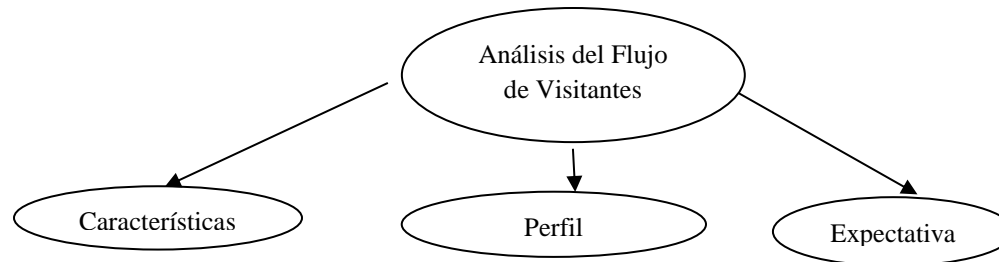 Análisis del Flujo
de Visitantes
Características
Perfil
Expectativa